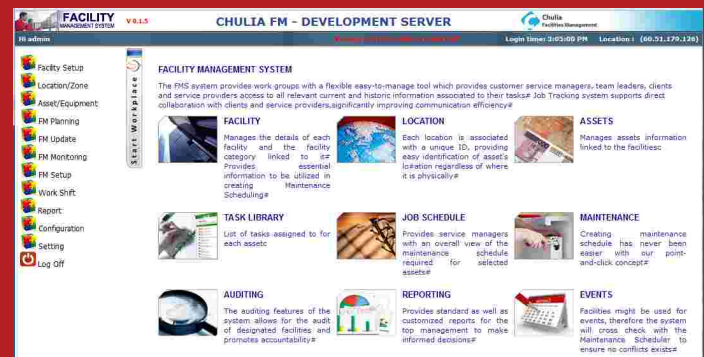 FACILITY
MANAGEMENT SYSTEM
V 0.1.5
CHULIA FM - DEVELOPMENT SERVER
Chulia
Facilities Management
Hi admin
Login time: 3:05:00 PM Location : (60.51.179.126)
Facility Setup
Location/Zone
Asset/Equipment
FM Planning
FM Update
FM Monitoring
FM Setup
Work Shift
Report
Configuration
Setting
Log Off
Start Workplace
FACILITY MANAGEMENT SYSTEM
The FMS system provides work groups with a flexible easy-to-manage tool which provides customer service managers, team leaders, clients
and service providers access to all relevant current and historic information associated to their tasks# Job Tracking system supports direct
collaboration with clients and service providers,significantly improving communication efficiency#
FACILITY
Manages the details of each
facility and the facility
category linked to it#
Provides essential
information to be utilized in
creating Maintenance
Scheduling#
LOCATION
Each location is associated
with a unique ID, providing
easy identification of asset's
lc#ation regardless of where
it is physically#
ASSETS
Manages assets information
linked to the facilitiesc
TASK LIBRARY
List of tasks assigned to for
each assetc
JOB SCHEDULE
Provides service managers
with an overall view of the
maintenance schedule
required for selected
assets#
MAINTENANCE
Creating maintenance
schedule has never been
easier with our point-
and-click concept#
AUDITING
The auditing features of the
system allows for the audit
of designated facilities and
promotes accountability#
REPORTING
Provides standard as well as
customized reports for the
top management to make
informed decisions#
EVENTS
Facilities might be used for
events, therefore the system
will cross check with the
Maintenance Scheduler to
ensure no conflicts exists#